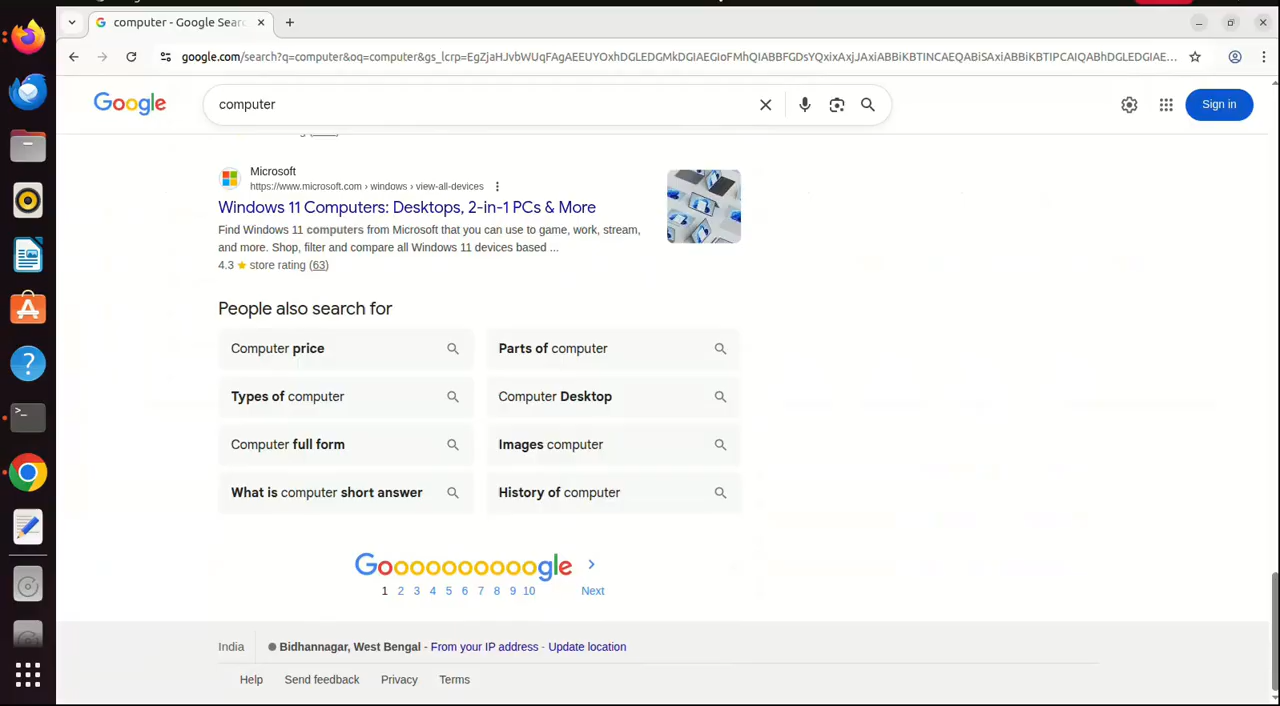 computer - Google Sear
google.com/search?q=computer&oq=computer&gs_lcrp=EgZjaHJvbWUqFAgAEEUYOxhDGLEDGMkDGIAEGIoFMhQIABBFGDsYQxixAxjJAxiABBiKBTINCAEQABiSAxiABBiKBTIPCAIQABhDGLEDGIAE...
Google
computer
Sign in
Microsoft
https://www.microsoft.com › windows › view-all-devices
Windows 11 Computers: Desktops, 2-in-1 PCs & More
Find Windows 11 computers from Microsoft that you can use to game, work, stream,
and more. Shop, filter and compare all Windows 11 devices based ...
4.3 ★ store rating (63)
People also search for
Computer price
Parts of computer
Types of computer
Computer Desktop
Computer full form
Images computer
What is computer short answer
History of computer
Goooooooooogle >
1 2 3 4 5 6 7 8 9 10 Next
India
Bidhannagar, West Bengal - From your IP address - Update location
Help Send feedback Privacy Terms